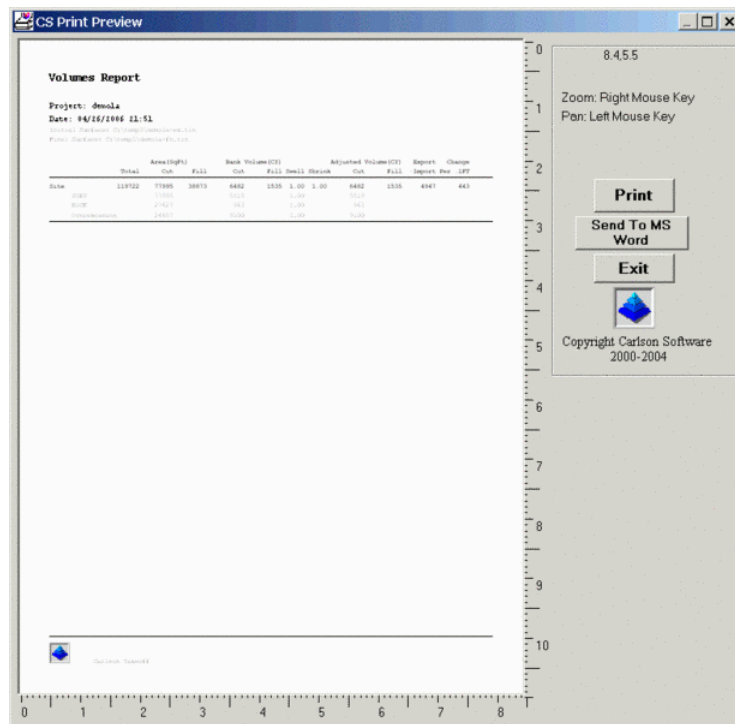 CS Print Preview
Volumes Report
Project: demola
Date: 04/26/2006 11:51
Area(SqFt) Bank Volume(CY) Adjusted Volume(CY) Export Change
Total Cut Fill Cut Fill Swell Shrink Cut Fill Import Per .1FT
Site 6482 1535 1.00 1.00 6482 1535 4947 443
0
1
2
3
4
5
6
7
8
9
10
0 1 2 3 4 5 6 7 8
8.4,5.5
Zoom: Right Mouse Key
Pan: Left Mouse Key
Print
Send To MS
Word
Exit
Copyright Carlson Software
2000-2004